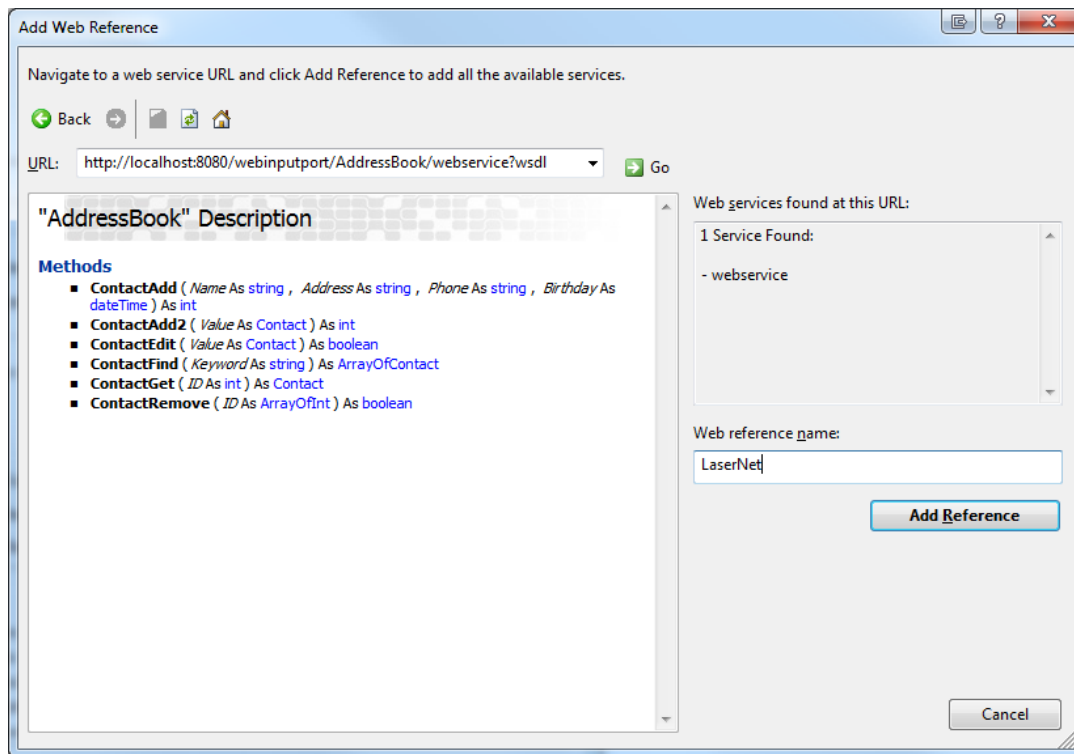 Add Web Reference
Navigate to a web service URL and click Add Reference to add all the available services.
Back
URL: http://localhost:8080/webinputport/AddressBook/webservice?wsdl Go
"AddressBook" Description
Methods
ContactAdd ( Name As string , Address As string , Phone As string , Birthday As
dateTime ) As int
ContactAdd2 ( Value As Contact ) As int
ContactEdit ( Value As Contact ) As boolean
ContactFind ( Keyword As string ) As ArrayOfContact
ContactGet ( ID As int ) As Contact
ContactRemove ( ID As ArrayOfInt ) As boolean
Web services found at this URL:
1 Service Found:
- webservice
Web reference name:
LaserNet
Add Reference
Cancel